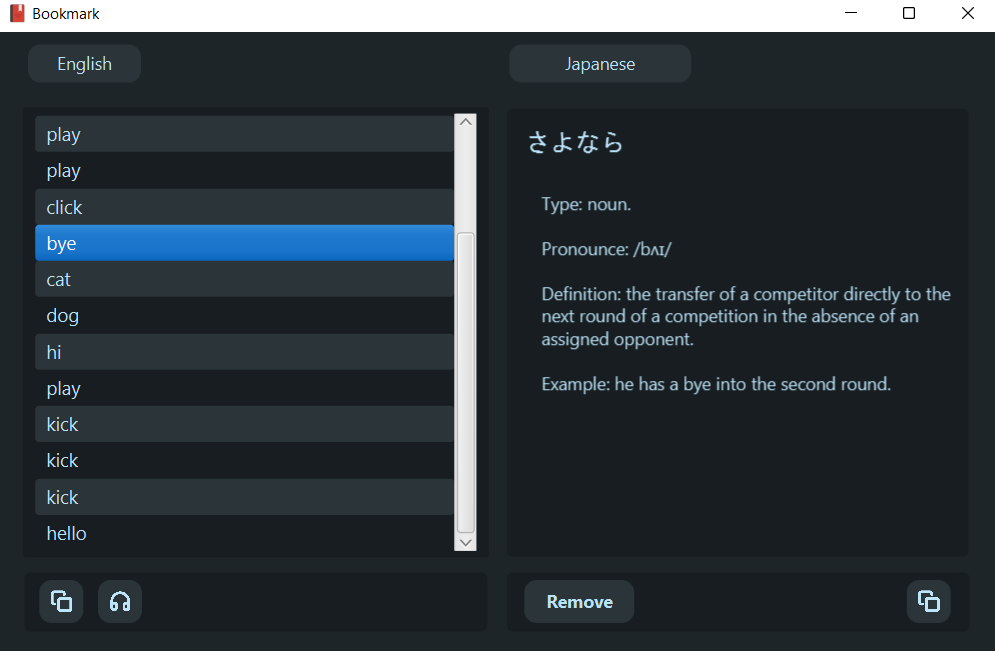 Bookmark
English
Japanese
play
play
click
bye
cat
dog
hi
play
kick
kick
kick
hello
さよなら
Type: noun.
Pronounce: /bʌɪ/
Definition: the transfer of a competitor directly to the
next round of a competition in the absence of an
assigned opponent.
Example: he has a bye into the second round.
Remove